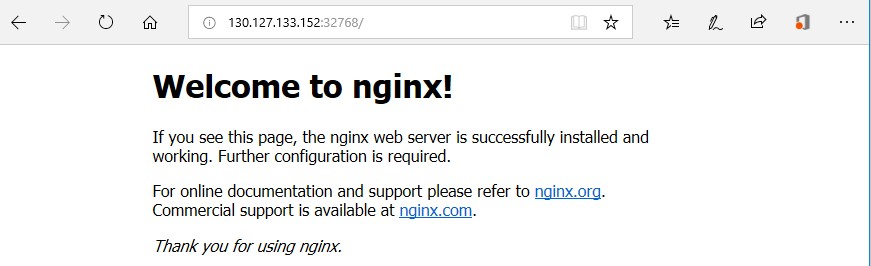 130.127.133.152:32768/
Welcome to nginx!
If you see this page, the nginx web server is successfully installed and
working. Further configuration is required.
For online documentation and support please refer to nginx.org.
Commercial support is available at nginx.com.
Thank you for using nginx.